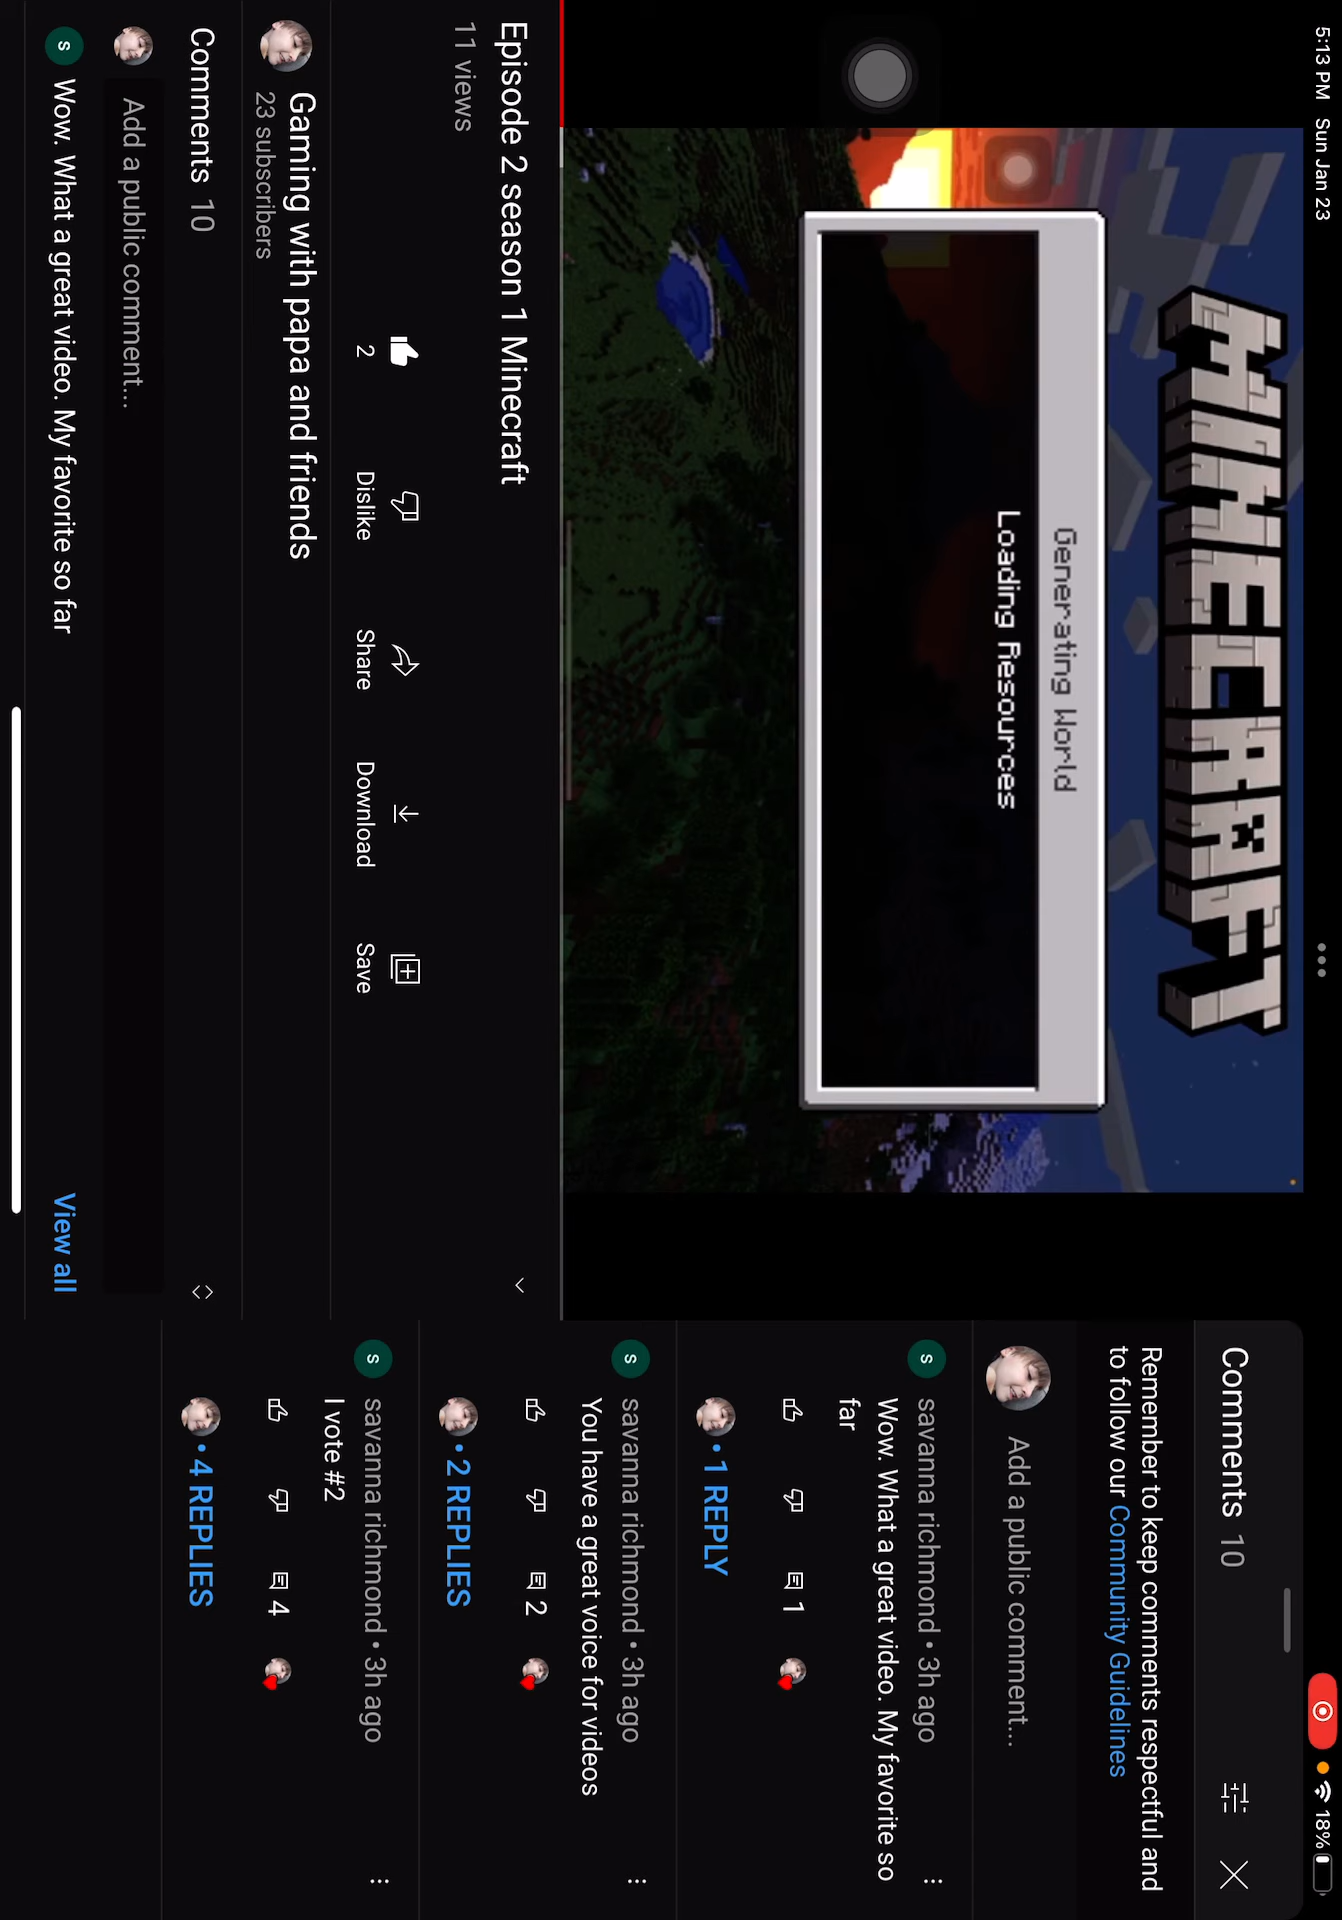 5:13 PM Sun Jan 23
18%
MINECRAFT
Generating World
Loading Resources
Episode 2 season 1 Minecraft
11 views
2
Dislike
Share
Download
Save
Gaming with papa and friends
23 subscribers
Comments 10
Add a public comment...
s
Wow. What a great video. My favorite so far
View all
Comments 10
Remember to keep comments respectful and
to follow our Community Guidelines
Add a public comment...
s
savanna richmond • 3h ago
Wow. What a great video. My favorite so
far
1
• 1 REPLY
s
savanna richmond • 3h ago
You have a great voice for videos
2
• 2 REPLIES
s
savanna richmond • 3h ago
I vote #2
4
• 4 REPLIES